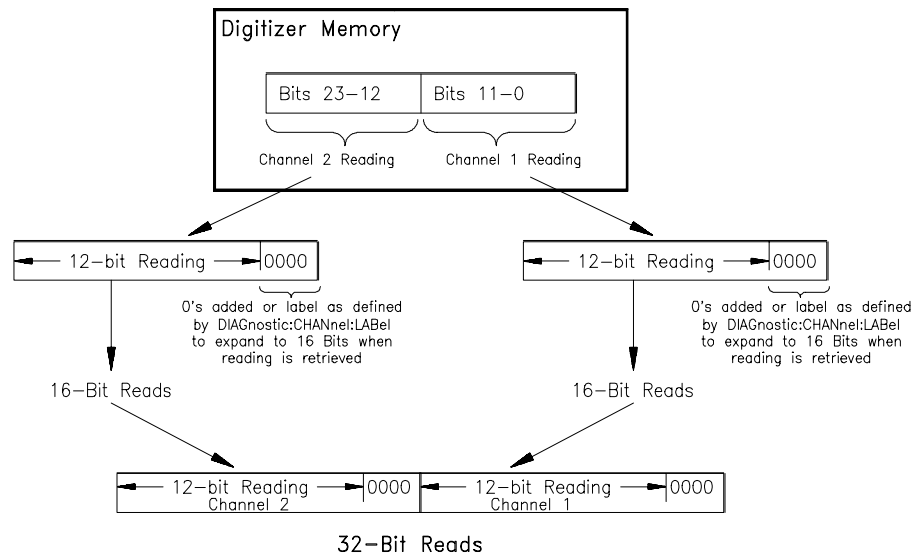 Digitizer Memory
Bits 23-12
Bits 11-0
Channel 2 Reading
Channel 1 Reading
12-bit Reading
0000
12-bit Reading
0000
0's added or label as defined
by DIAGnostic:CHANnel:LABel
to expand to 16 Bits when
reading is retrieved
0's added or label as defined
by DIAGnostic:CHANnel:LABel
to expand to 16 Bits when
reading is retrieved
16-Bit Reads
16-Bit Reads
12-bit Reading
Channel 2
0000
12-bit Reading
Channel 1
0000
32-Bit Reads